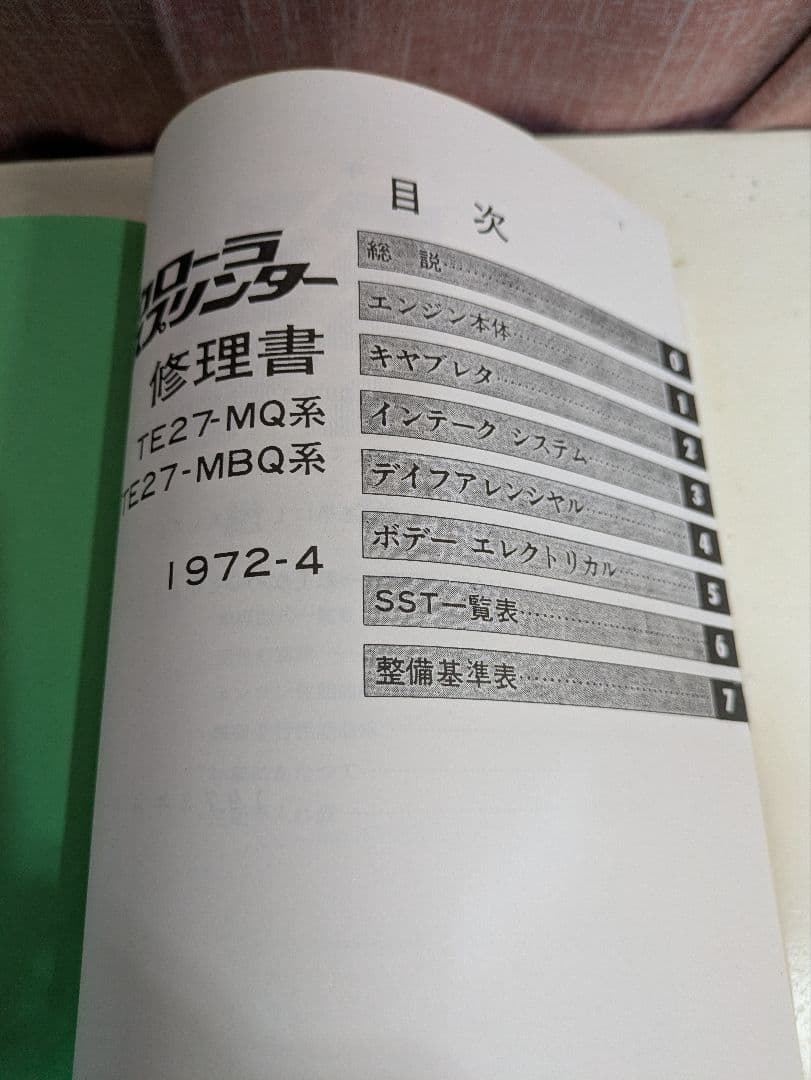 カローラ
スプリンター
修理書
TE27-MQ系
TE27-MBQ系
1972-4
目次
総説 0
エンジン本体 1
キヤブレタ 2
インテーク システム 3
デイフアレンシヤル 4
ボデー エレクトリカル 5
SST一覧表 6
整備基準表 7